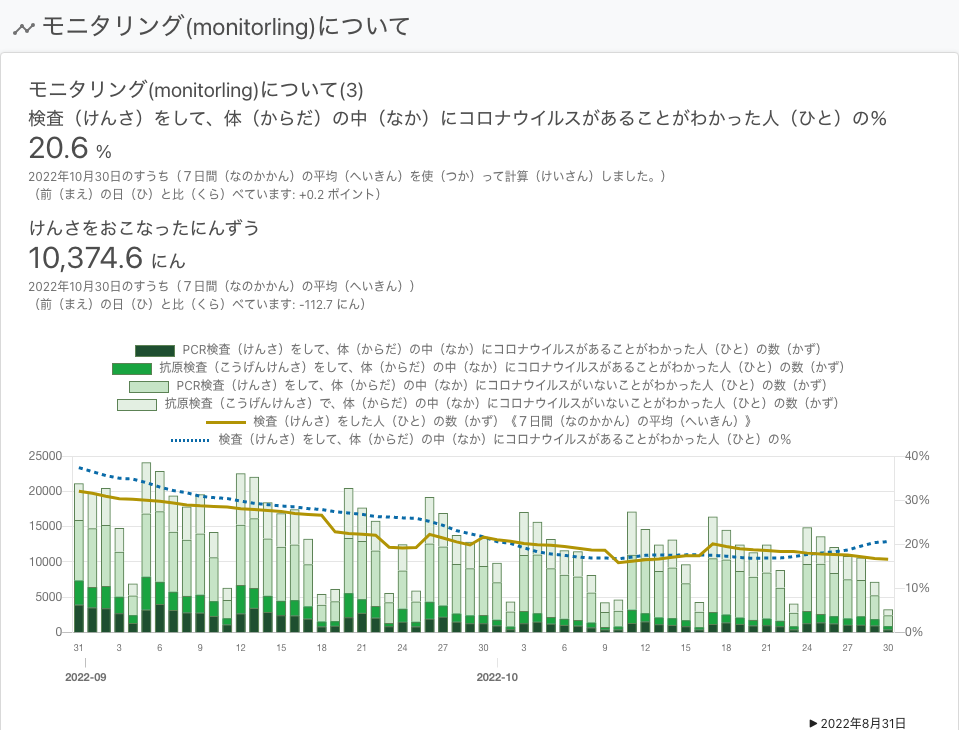 モニタリング(monitorling)について
モニタリング(monitorling)について(3)
検査（けんさ）をして、体（からだ）の中（なか）にコロナウイルスがあることがわかった人（ひと）の％
20.6 %
2022年10月30日のすうち（７日間（なのかかん）の平均（へいきん）を使（つか）って計算（けいさん）しました。）
（前（まえ）の日（ひ）と比（くら）べています: +0.2 ポイント）
けんさをおこなったにんずう
10,374.6 にん
2022年10月30日のすうち（７日間（なのかかん）の平均（へいきん））
（前（まえ）の日（ひ）と比（くら）べています: -112.7 にん）
PCR検査（けんさ）をして、体（からだ）の中（なか）にコロナウイルスがあることがわかった人（ひと）の数（かず）
抗原検査（こうげんけんさ）をして、体（からだ）の中（なか）にコロナウイルスがあることがわかった人（ひと）の数（かず）
PCR検査（けんさ）をして、体（からだ）の中（なか）にコロナウイルスがいないことがわかった人（ひと）の数（かず）
抗原検査（こうげんけんさ）で、体（からだ）の中（なか）にコロナウイルスがいないことがわかった人（ひと）の数（かず）
検査（けんさ）をした人（ひと）の数（かず）《７日間（なのかかん）の平均（へいきん）》
検査（けんさ）をして、体（からだ）の中（なか）にコロナウイルスがあることがわかった人（ひと）の％
25000 40%
20000 30%
15000
20%
10000
10%
5000
0 0%
31 3 6 9 12 15 18 21 24 27 30 3 6 9 12 15 18 21 24 27 30
2022-09 2022-10
▶ 2022年8月31日